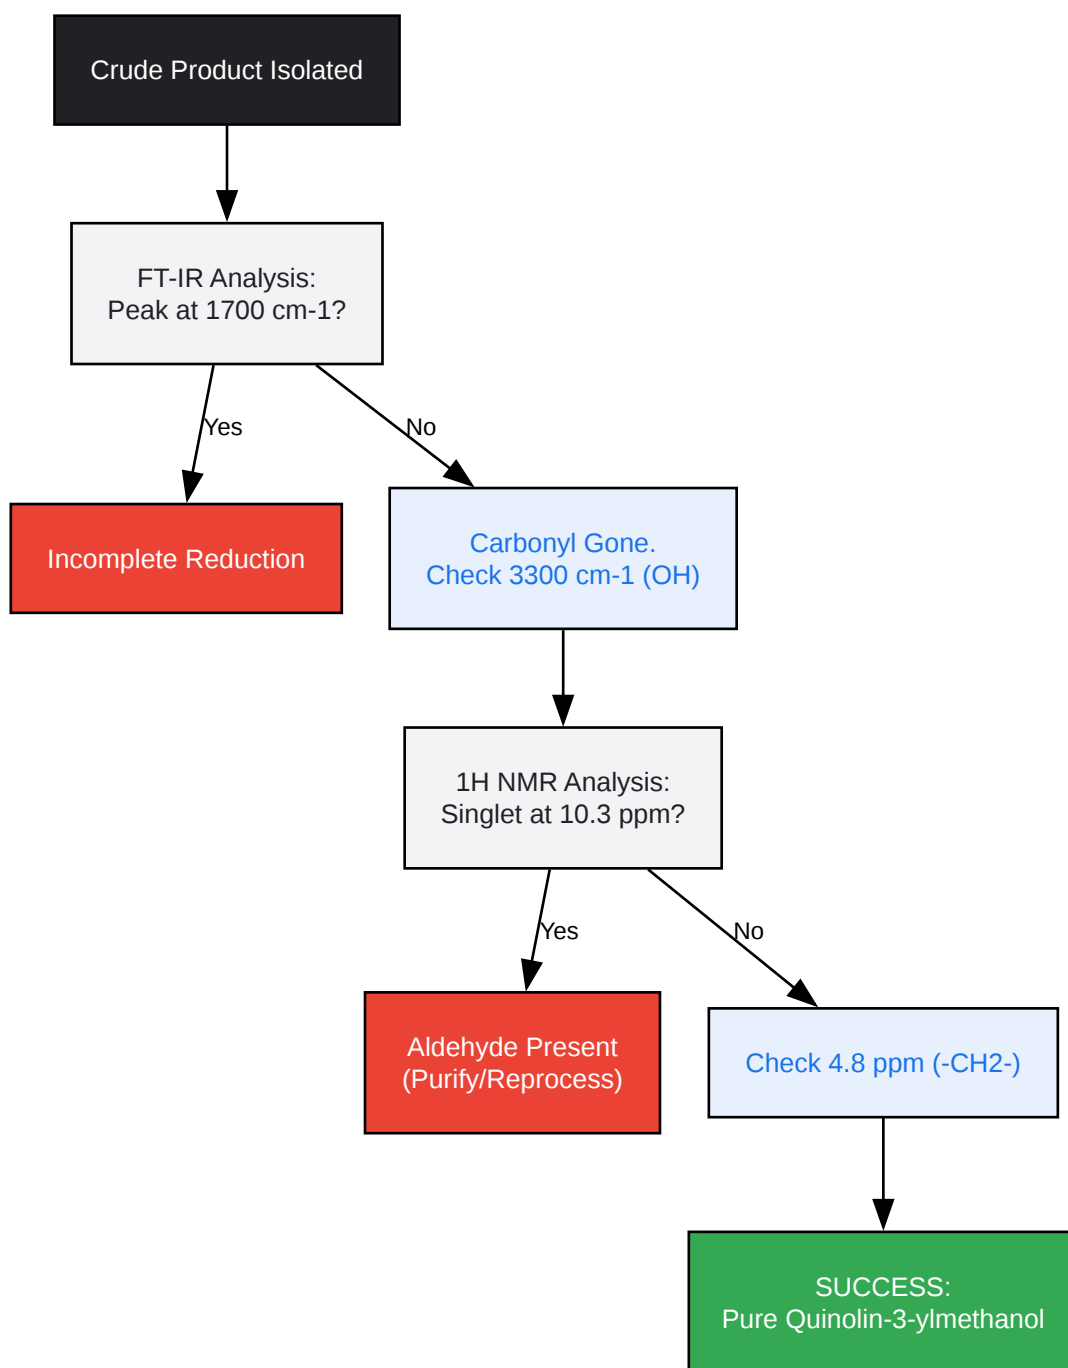 Crude Product Isolated
FT-IR Analysis:
Peak at 1700 cm-1?
Yes
No
Incomplete Reduction
Carbonyl Gone.
Check 3300 cm-1 (OH)
1H NMR Analysis:
Singlet at 10.3 ppm?
Yes
No
Aldehyde Present
(Purify/Reprocess)
Check 4.8 ppm (-CH2-)
SUCCESS:
Pure Quinolin-3-ylmethanol